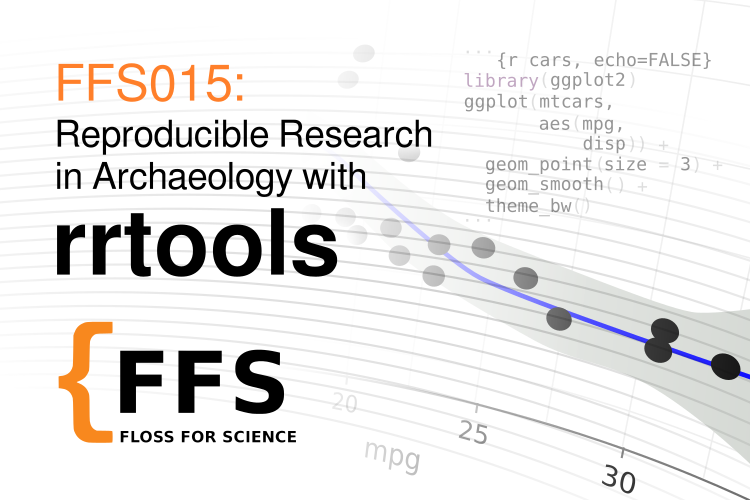 FFS015:
Reproducible Research
in Archaeology with
rrtools
{FFS
FLOSS FOR SCIENCE
```{r cars, echo=FALSE}
library(ggplot2)
ggplot(mtcars,
aes(mpg,
disp)) +
geom_point(size = 3) +
geom_smooth() +
theme_bw()
```
20
25
30
mpg